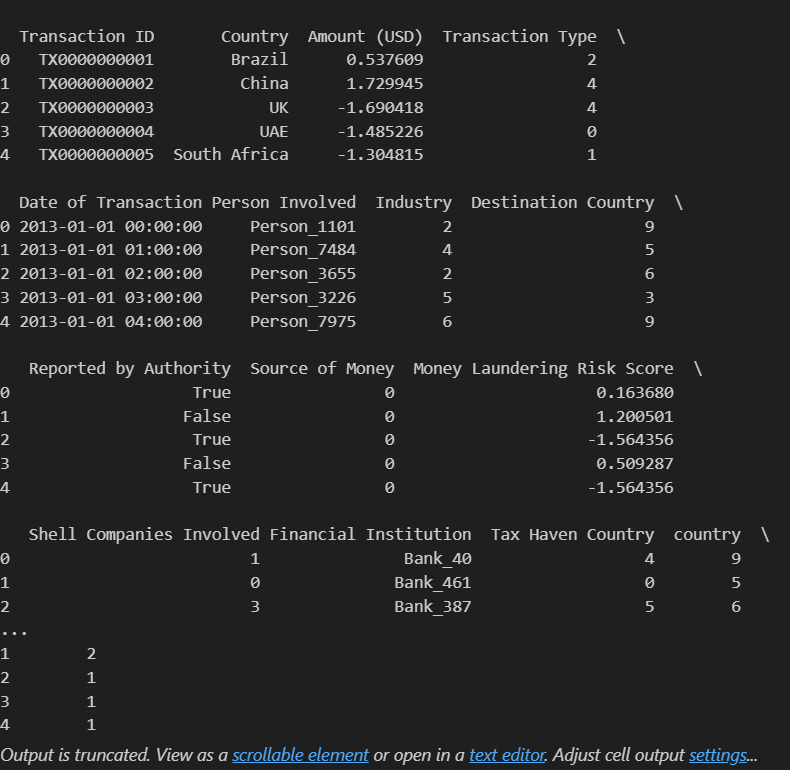 Transaction ID Country Amount (USD) Transaction Type \
0 TX0000000001 Brazil 0.537609 2
1 TX0000000002 China 1.729945 4
2 TX0000000003 UK -1.690418 4
3 TX0000000004 UAE -1.485226 0
4 TX0000000005 South Africa -1.304815 1
Date of Transaction Person Involved Industry Destination Country \
0 2013-01-01 00:00:00 Person_1101 2 9
1 2013-01-01 01:00:00 Person_7484 4 5
2 2013-01-01 02:00:00 Person_3655 2 6
3 2013-01-01 03:00:00 Person_3226 5 3
4 2013-01-01 04:00:00 Person_7975 6 9
Reported by Authority Source of Money Money Laundering Risk Score \
0 True 0 0.163680
1 False 0 1.200501
2 True 0 -1.564356
3 False 0 0.509287
4 True 0 -1.564356
Shell Companies Involved Financial Institution Tax Haven Country country \
0 1 Bank_40 4 9
1 0 Bank_461 0 5
2 3 Bank_387 5 6
...
1 2
2 1
3 1
4 1
Output is truncated. View as a scrollable element or open in a text editor. Adjust cell output settings...